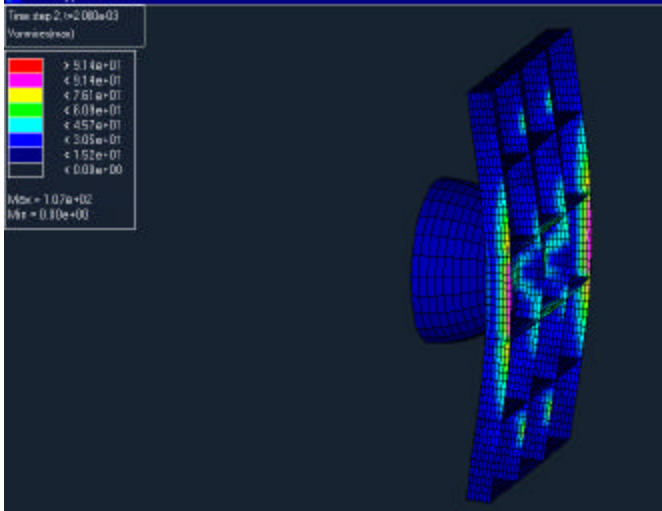 Time step 2, t=2.080e-03
Vonmises(max)
> 9.14e+01
< 9.14e+01
< 7.61e+01
< 6.09e+01
< 4.57e+01
< 3.05e+01
< 1.52e+01
< 0.00e+00
Max = 1.07e+02
Min = 0.00e+00